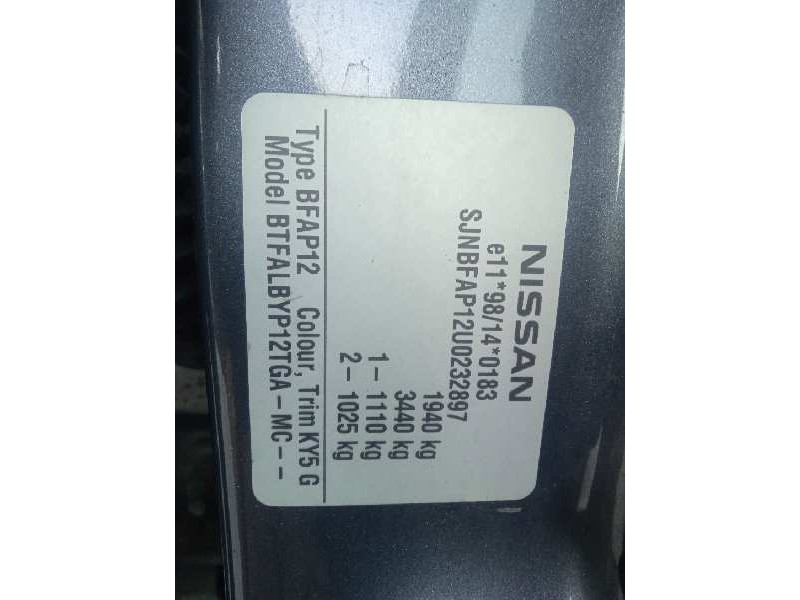 NISSAN
e11*98/14*0183
SJNBFAP12U0232897
1940 kg
3440 kg
1- 1110 kg
2- 1025 kg
Type BFAP12 Colour, Trim KY5 G
Model BTFALBYP12TGA-MC--